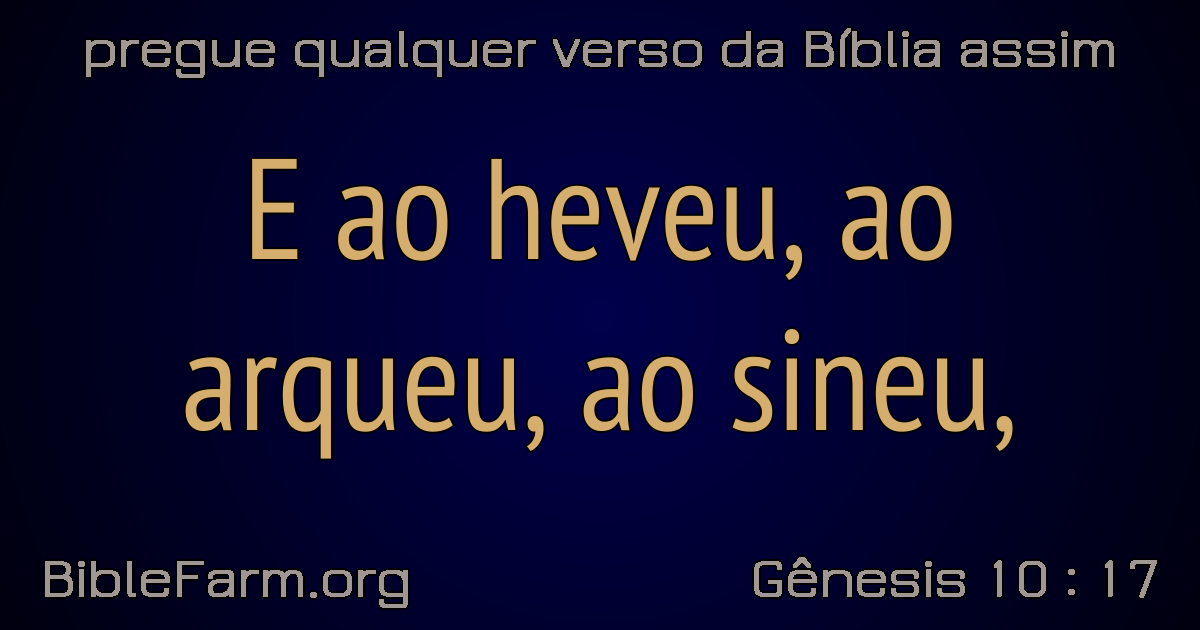 pregue qualquer verso da Bíblia assim
E ao heveu, ao
arqueu, ao sineu,
BibleFarm.org
Gênesis 10 : 17